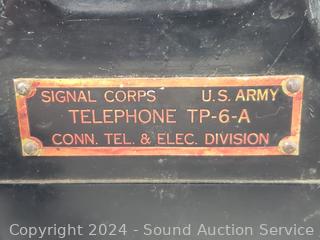 SIGNAL CORPS U.S. ARMY
TELEPHONE TP-6-A
CONN. TEL. & ELEC. DIVISION
Copyright © 2024 - Sound Auction Service